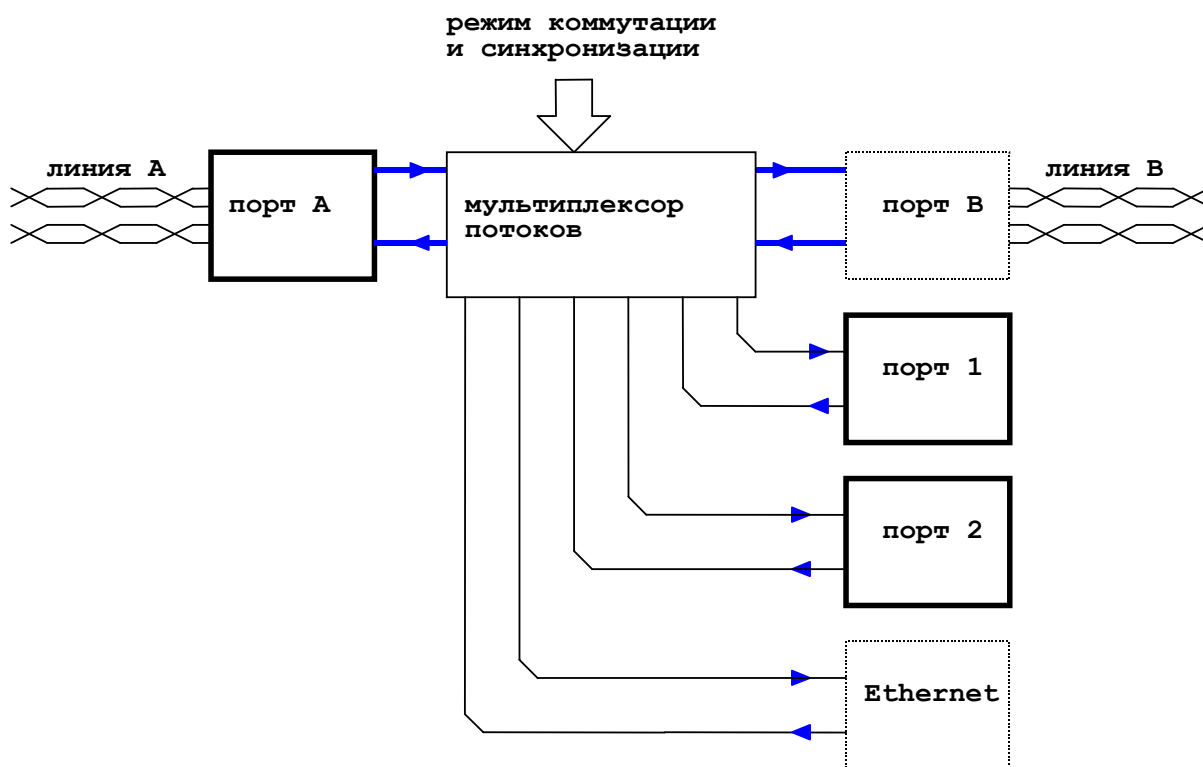 режим коммутации
и синхронизации
линия А
порт А
мультиплексор
потоков
порт В
линия В
порт 1
порт 2
Ethernet